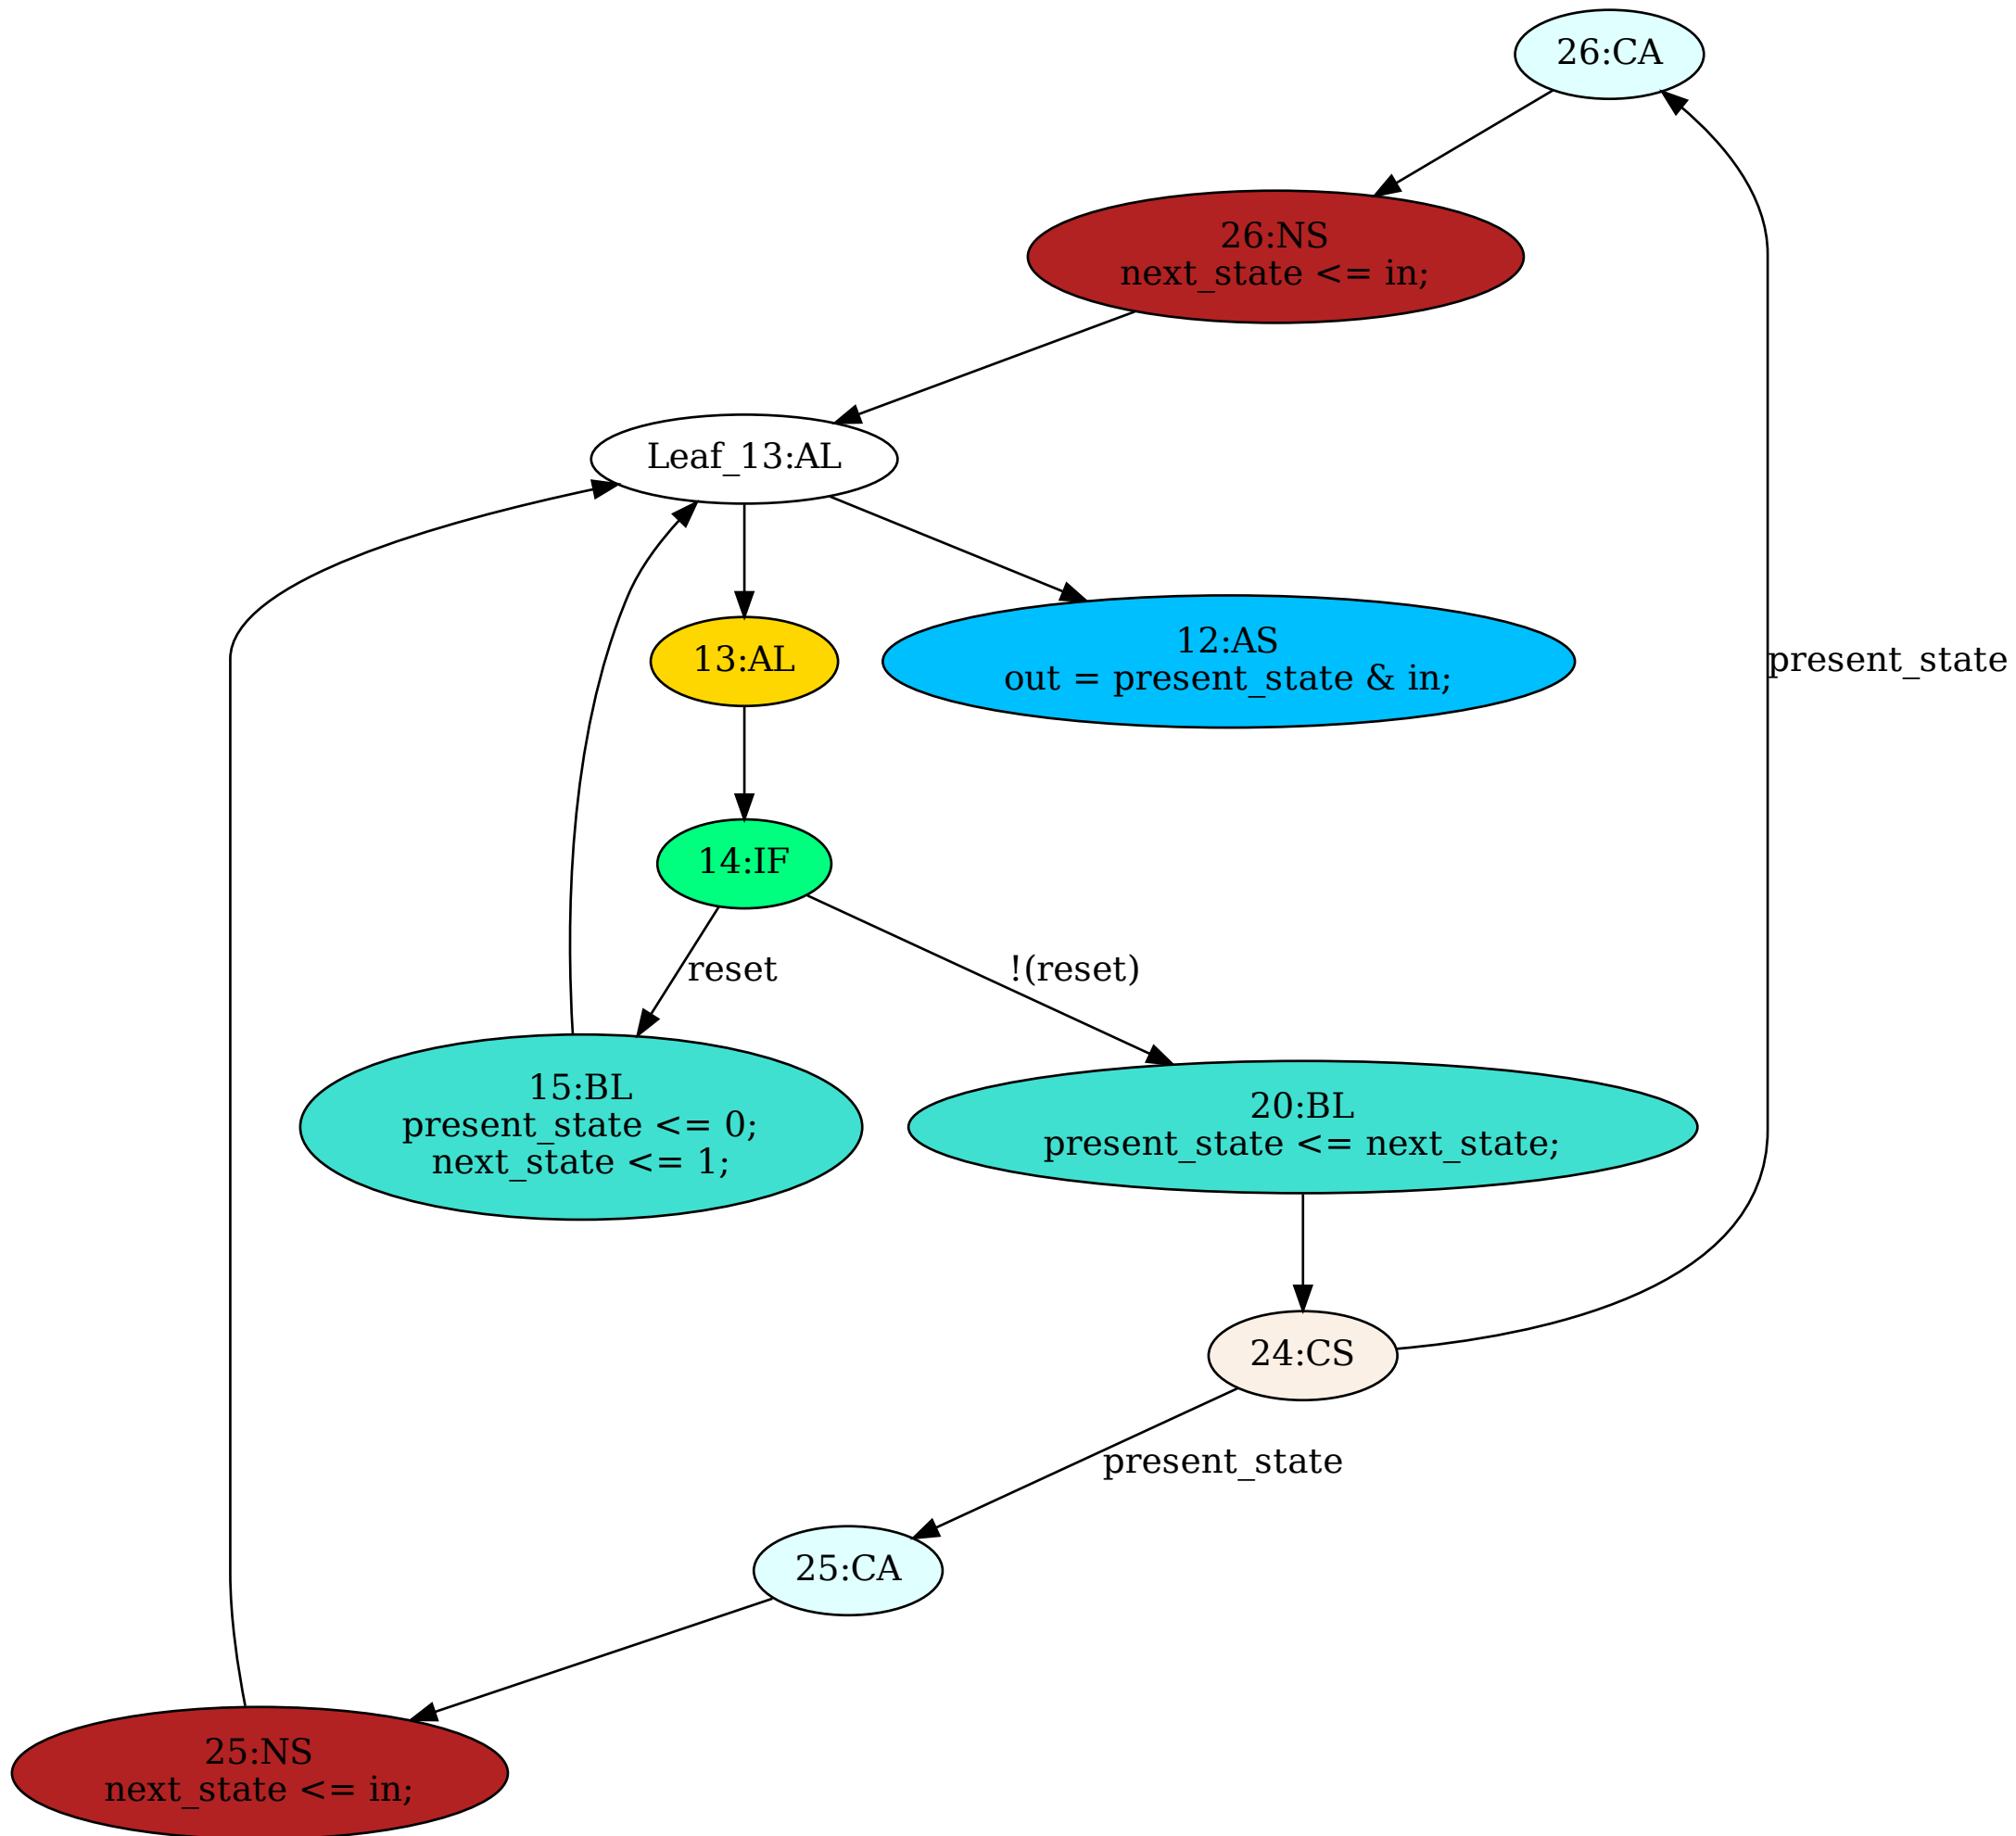 26:CA
26:NS
next_state <= in;
Leaf_13:AL
13:AL
12:AS
out = present_state & in;
present_state
14:IF
reset
!(reset)
15:BL
present_state <= 0;
next_state <= 1;
20:BL
present_state <= next_state;
24:CS
present_state
25:CA
25:NS
next_state <= in;